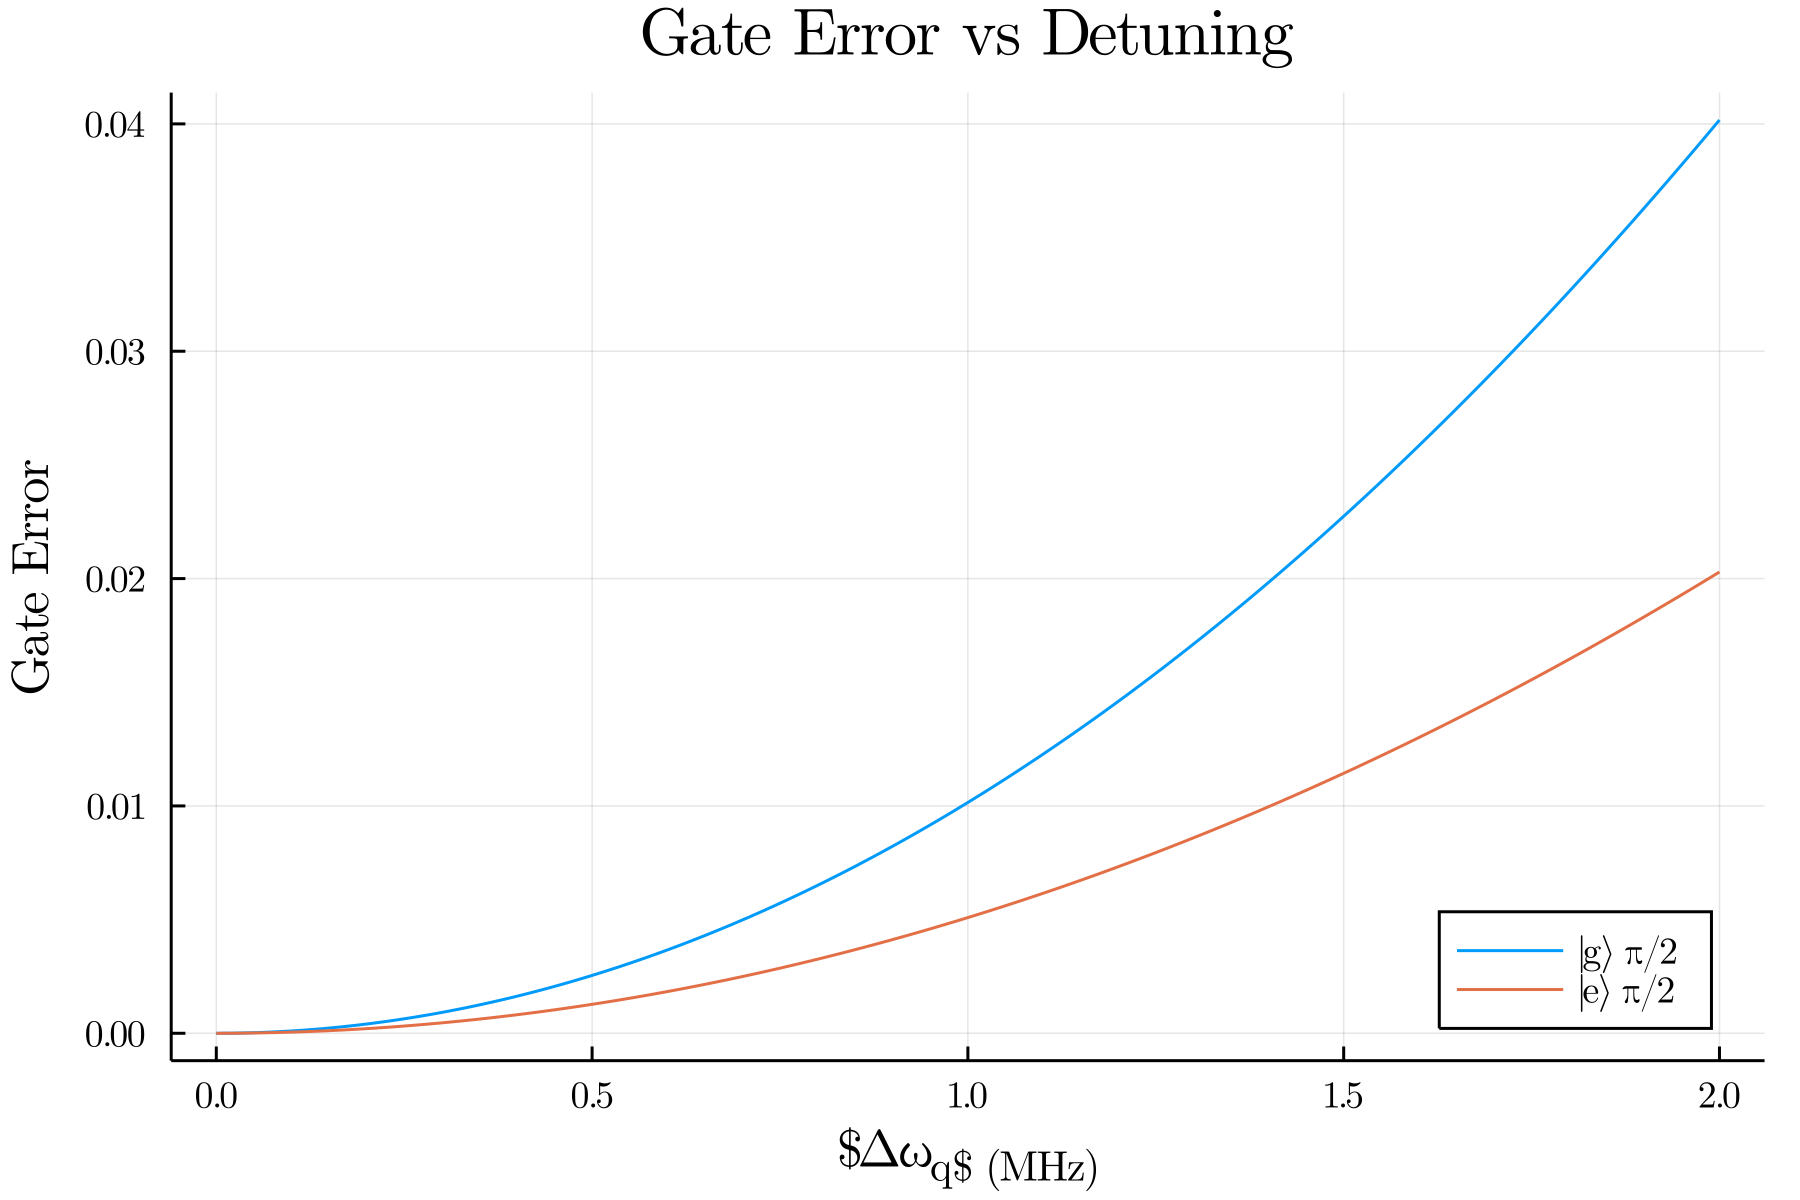 Gate Error vs Detuning
Gate Error
0.04
0.03
0.02
0.01
0.00
0.0 0.5 1.0 1.5 2.0
$Δω_q$ (MHz)
|g⟩ π/2
|e⟩ π/2